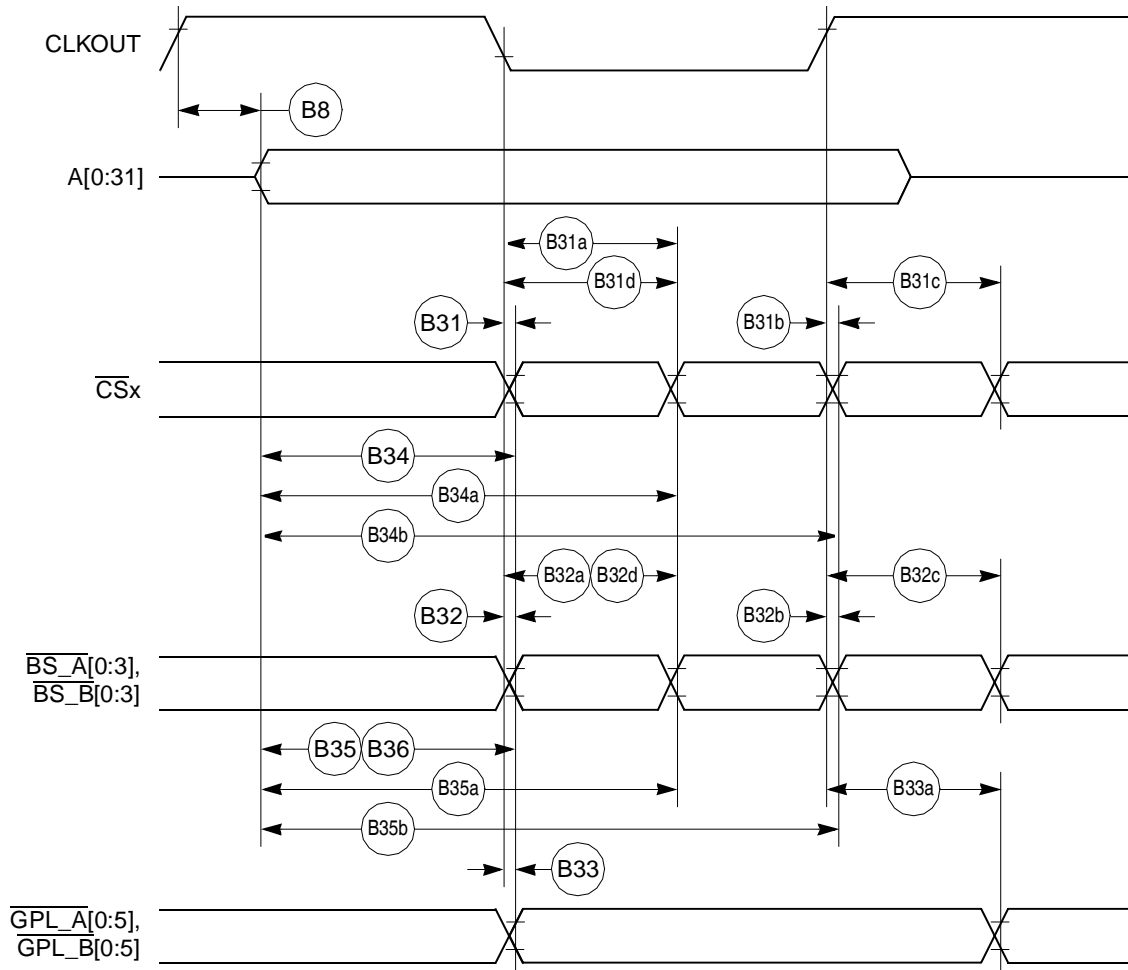 CLKOUT
B8
A[0:31]
B31a
B31d
B31c
B31
B31b
CSx
B34
B34a
B34b
B32a
B32d
B32c
B32
B32b
BS_A[0:3],
BS_B[0:3]
B35
B36
B35a
B33a
B35b
B33
GPL_A[0:5],
GPL_B[0:5]